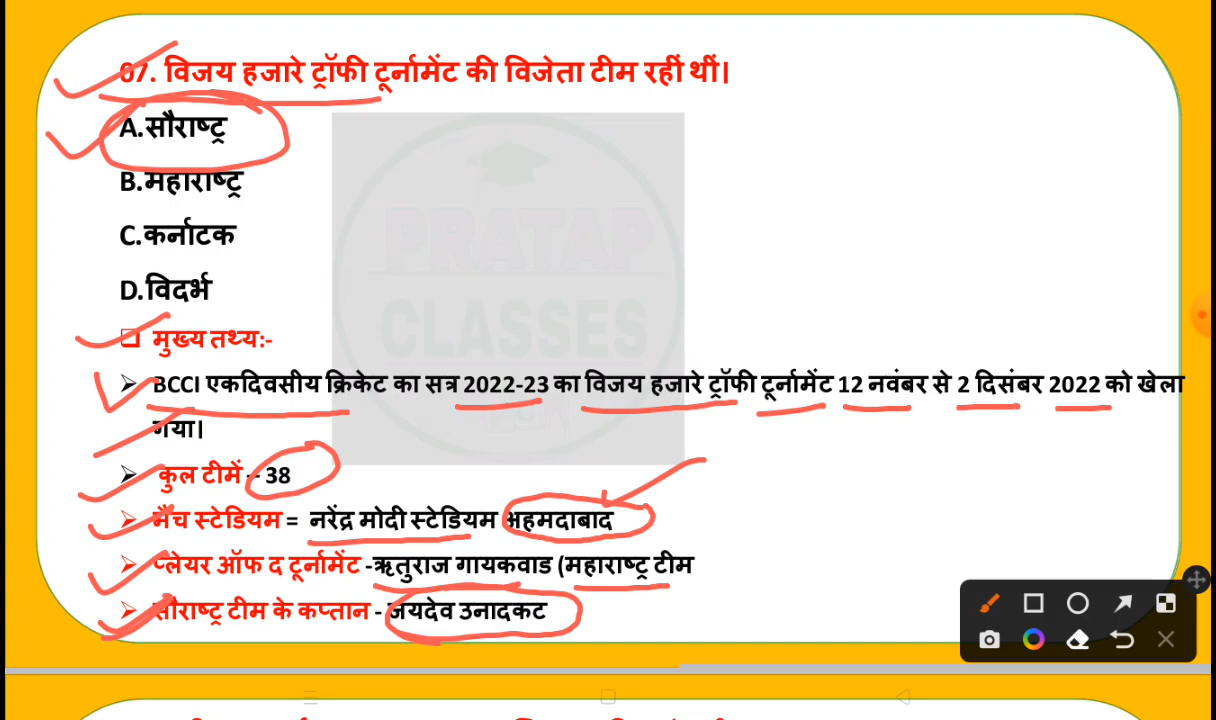 07. विजय हजारे ट्रॉफी टूर्नामेंट की विजेता टीम रहीं थीं।
A.सौराष्ट्र
B.महाराष्ट्र
C.कर्नाटक
D.विदर्भ
मुख्य तथ्य:-
BCCI एकदिवसीय क्रिकेट का सत्र 2022-23 का विजय हजारे ट्रॉफी टूर्नामेंट 12 नवंबर से 2 दिसंबर 2022 को खेला
गया।
कुल टीमें – 38
मैच स्टेडियम = नरेंद्र मोदी स्टेडियम अहमदाबाद
प्लेयर ऑफ द टूर्नामेंट -ऋतुराज गायकवाड (महाराष्ट्र टीम
सौराष्ट्र टीम के कप्तान - जयदेव उनादकट
PRATAP
CLASSES